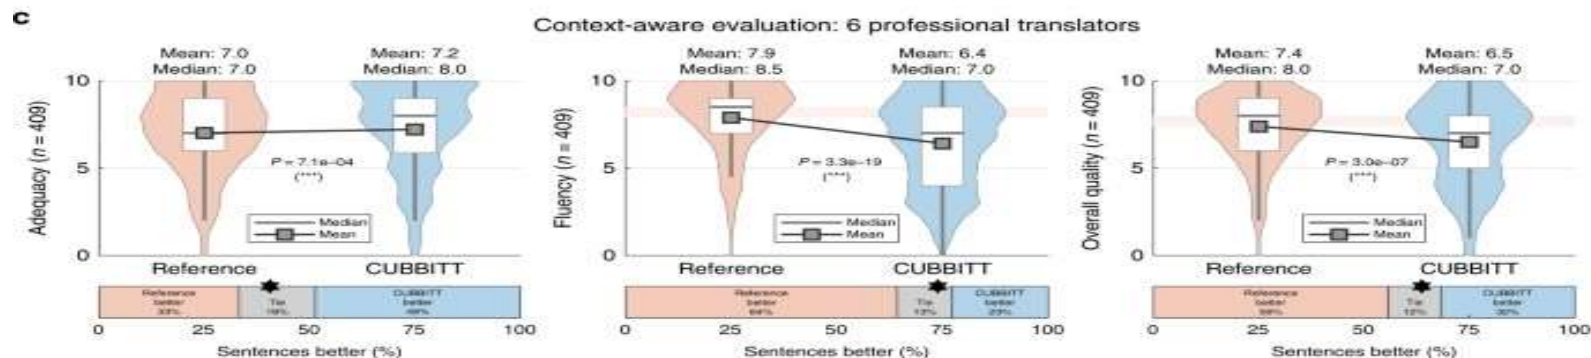 c
Context-aware evaluation: 6 professional translators
Mean: 7.0
Median: 7.0
Mean: 7.2
Median: 8.0
10
5
0
Adequacy (n = 409)
P = 7.1e–04
(***)
Median
Mean
Reference
CUBBITT
Reference
better
33%
Tie
CUBBITT
better
0
25
50
75
100
Sentences better (%)
Mean: 7.9
Median: 8.5
Mean: 6.4
Median: 7.0
10
5
0
Fluency (n = 409)
P = 3.3e–19
(***)
Median
Mean
Reference
CUBBITT
Reference
better
64%
Tie
13%
CUBBITT
better
23%
0
25
50
75
100
Sentences better (%)
Mean: 7.4
Median: 8.0
Mean: 6.5
Median: 7.0
10
5
0
Overall quality (n = 409)
P = 3.0e–07
(***)
Median
Mean
Reference
CUBBITT
Reference
better
Tie
12%
CUBBITT
better
0
25
50
75
100
Sentences better (%)